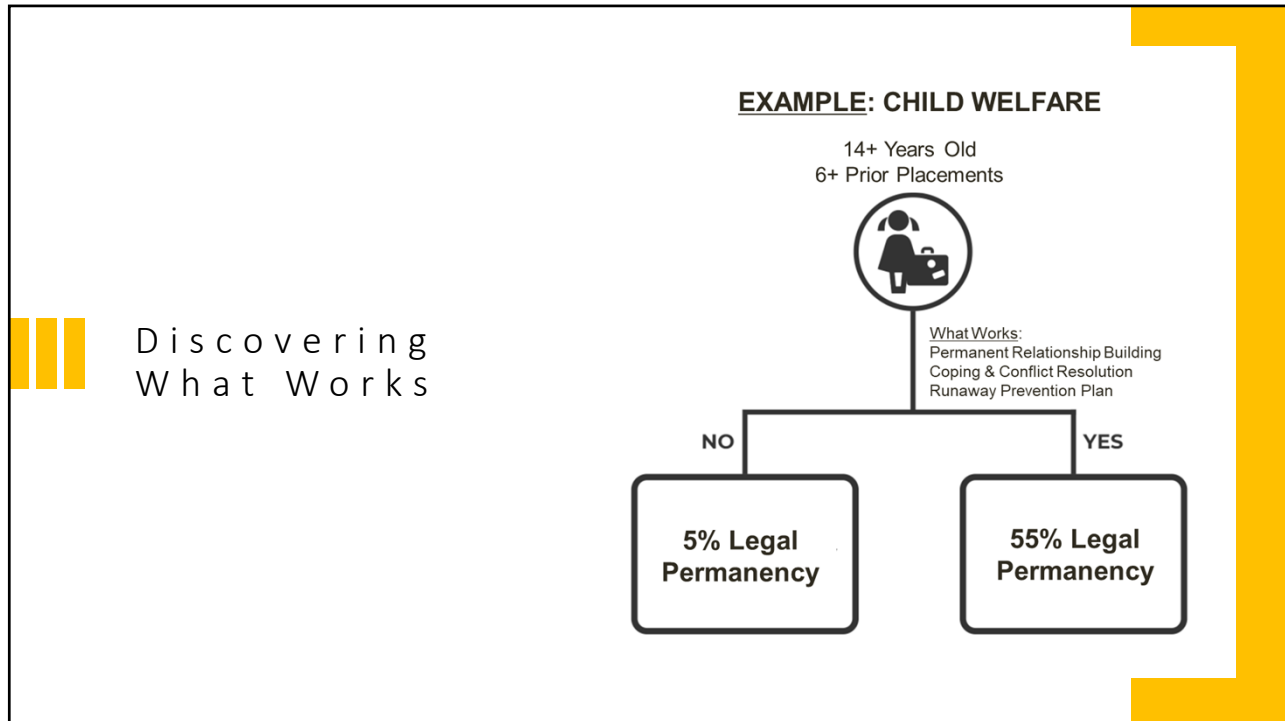 Discovering
What Works
EXAMPLE: CHILD WELFARE
14+ Years Old
6+ Prior Placements
What Works:
Permanent Relationship Building
Coping & Conflict Resolution
Runaway Prevention Plan
NO
YES
5% Legal
Permanency
55% Legal
Permanency